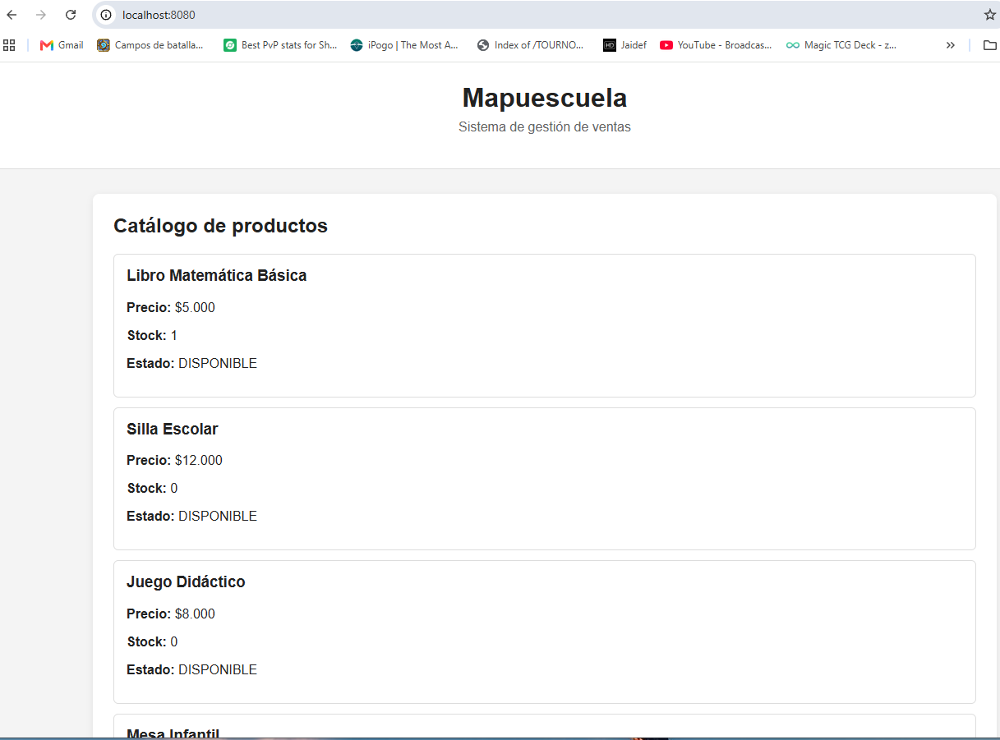 localhost:8080
Gmail
Campos de batalla...
Best PvP stats for Sh...
iPogo | The Most A...
Index of /TOURNO...
HD
Jaidef
YouTube - Broadcas...
Magic TCG Deck - z...
Mapuescuela
Sistema de gestión de ventas
Catálogo de productos
Libro Matemática Básica
Precio: $5.000
Stock: 1
Estado: DISPONIBLE
Silla Escolar
Precio: $12.000
Stock: 0
Estado: DISPONIBLE
Juego Didáctico
Precio: $8.000
Stock: 0
Estado: DISPONIBLE
Mesa Infantil